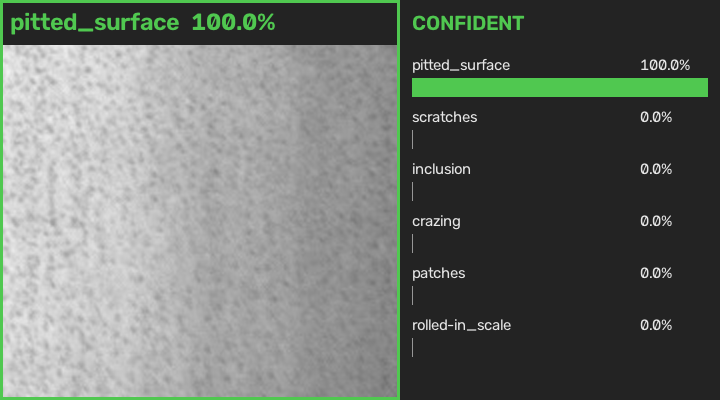 pitted_surface 100.0%
CONFIDENT
pitted_surface 100.0%
scratches 0.0%
inclusion 0.0%
crazing 0.0%
patches 0.0%
rolled-in_scale 0.0%